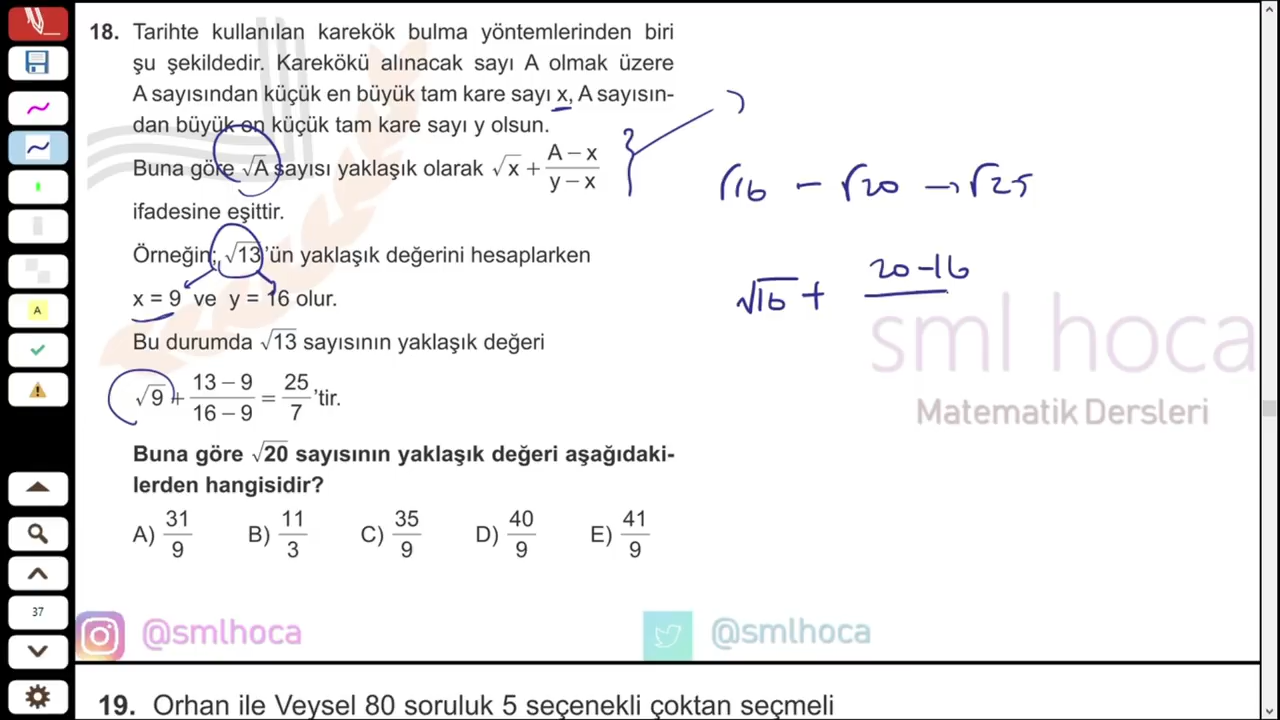 18. Tarihte kullanılan karekök bulma yöntemlerinden biri
şu şekildedir. Karekökü alınacak sayı A olmak üzere
A sayısından küçük en büyük tam kare sayı x, A sayısın-
dan büyük en küçük tam kare sayı y olsun.
Buna göre √A sayısı yaklaşık olarak √x + (A − x)/(y − x)
ifadesine eşittir.
Örneğin; √13'ün yaklaşık değerini hesaplarken
x = 9 ve y = 16 olur.
Bu durumda √13 sayısının yaklaşık değeri
√9 + (13 − 9)/(16 − 9) = 25/7 'tir.
Buna göre √20 sayısının yaklaşık değeri aşağıdaki-
lerden hangisidir?
A) 31/9 B) 11/3 C) 35/9 D) 40/9 E) 41/9
√16 − √20 → √25
√16 + 20-16
sml hoca
Matematik Dersleri
@smlhoca @smlhoca
19. Orhan ile Veysel 80 soruluk 5 seçenekli çoktan seçmeli
A
37